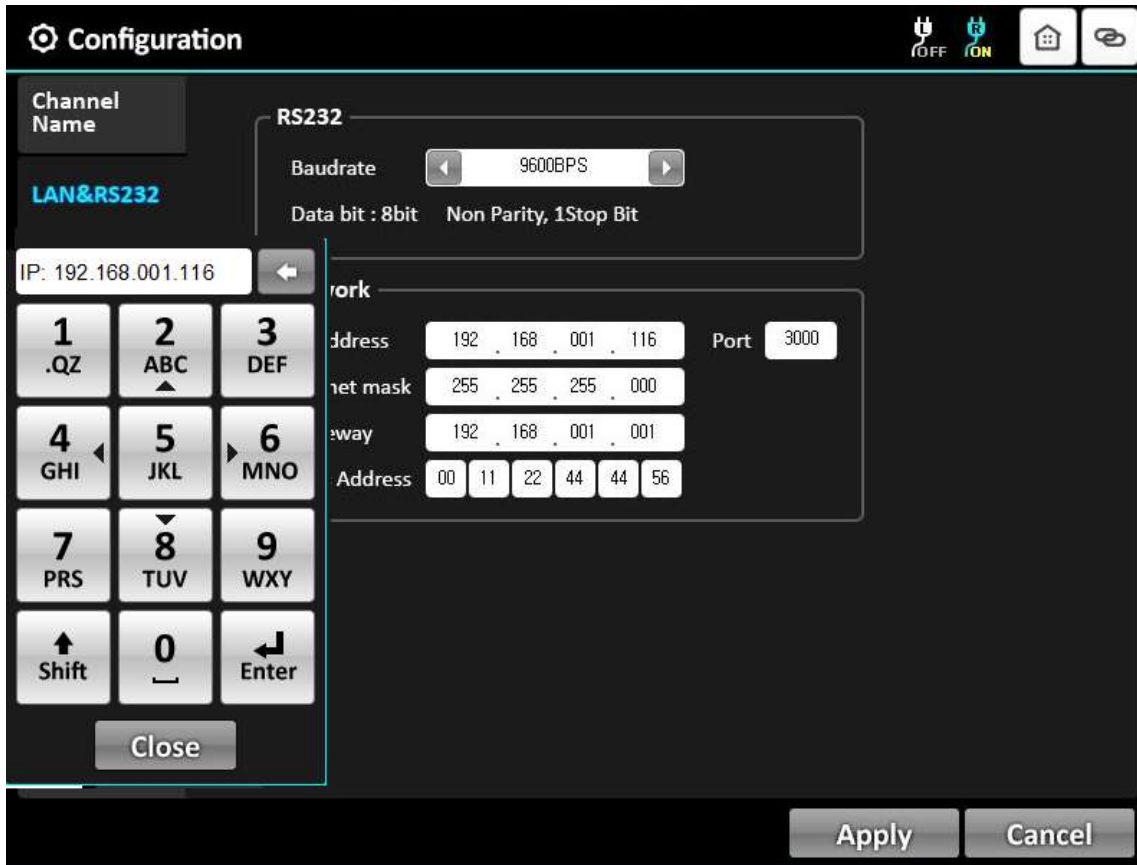 Configuration
L
OFF
R
ON
Channel
Name
LAN&RS232
RS232
Baudrate 9600BPS
Data bit : 8bit Non Parity, 1Stop Bit
IP: 192.168.001.116
work
ddress 192 . 168 . 001 . 116 Port 3000
net mask 255 . 255 . 255 . 000
eway 192 . 168 . 001 . 001
Address 00 11 22 44 44 56
1 2 3
.QZ ABC DEF
4 5 6
GHI JKL MNO
7 8 9
PRS TUV WXY
0
Shift Enter
Close
Apply Cancel